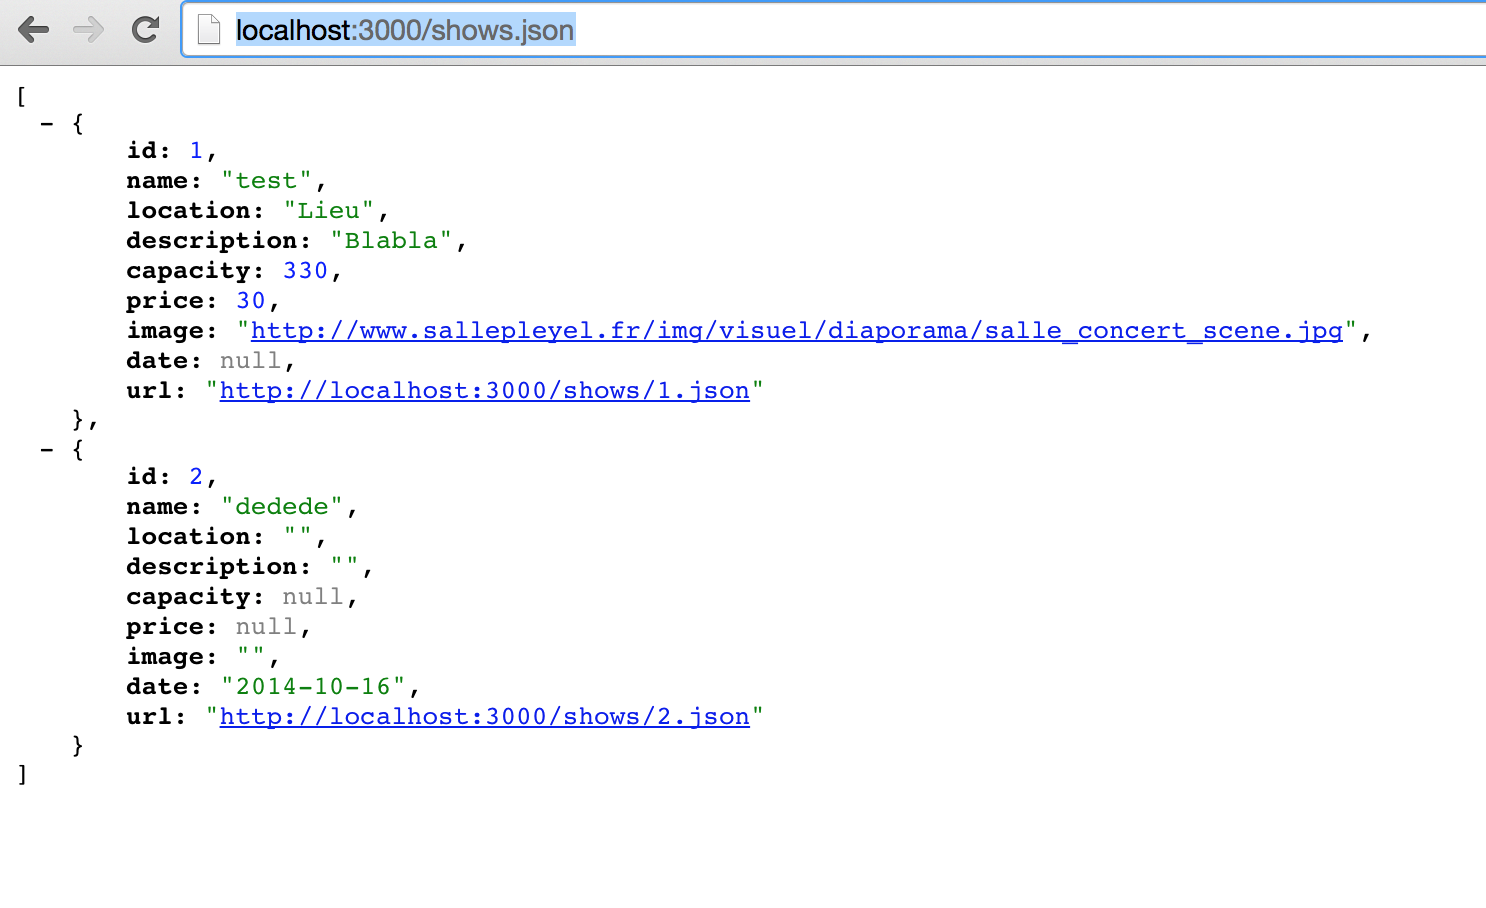 localhost:3000/shows.json
[
- {
id: 1,
name: "test",
location: "Lieu",
description: "Blabla",
capacity: 330,
price: 30,
image: "http://www.sallepleyel.fr/img/visuel/diaporama/salle_concert_scene.jpg",
date: null,
url: "http://localhost:3000/shows/1.json"
},
- {
id: 2,
name: "dedede",
location: "",
description: "",
capacity: null,
price: null,
image: "",
date: "2014-10-16",
url: "http://localhost:3000/shows/2.json"
}
]